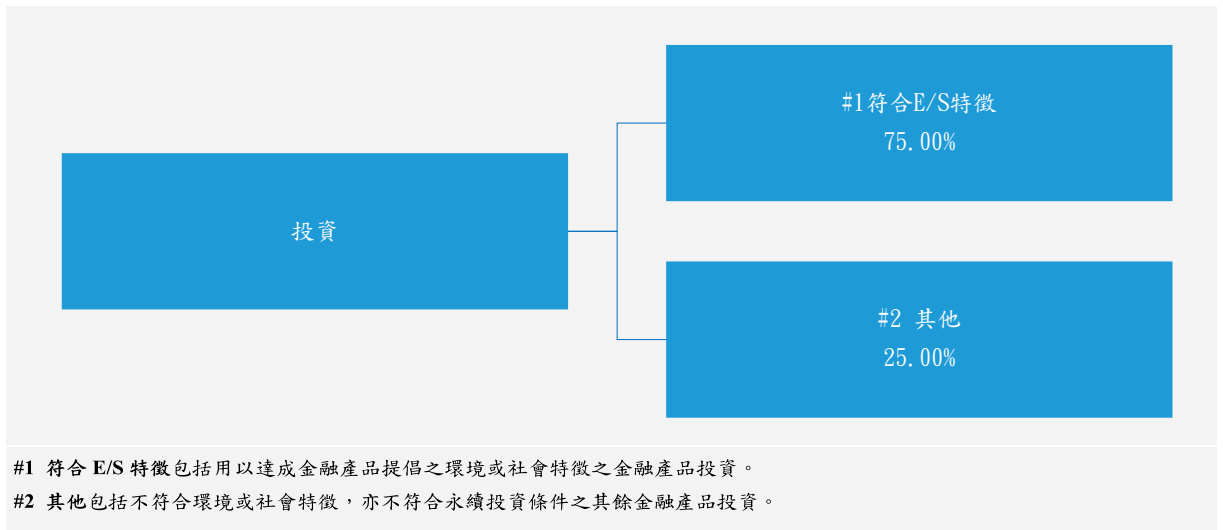 投資
#1符合E/S特徵
75.00%
#2 其他
25.00%
#1 符合 E/S 特徵包括用以達成金融產品提倡之環境或社會特徵之金融產品投資。
#2 其他包括不符合環境或社會特徵，亦不符合永續投資條件之其餘金融產品投資。